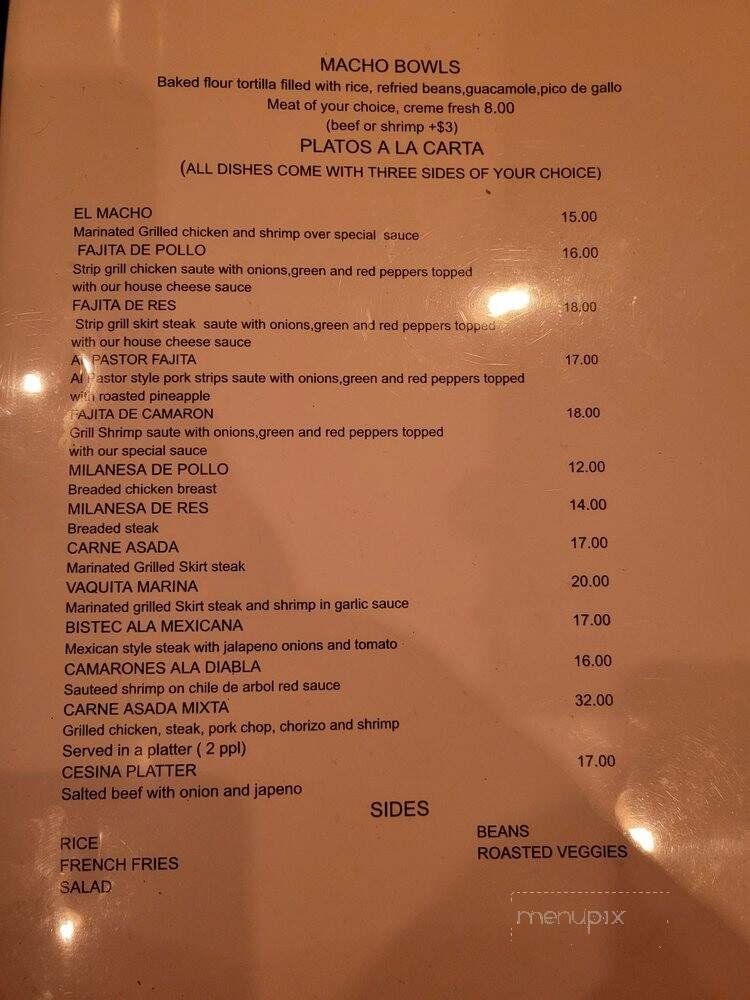 MACHO BOWLS
Baked flour tortilla filled with rice, refried beans,guacamole,pico de gallo
Meat of your choice, creme fresh 8.00
(beef or shrimp +$3)
PLATOS A LA CARTA
(ALL DISHES COME WITH THREE SIDES OF YOUR CHOICE)
EL MACHO 15.00
Marinated Grilled chicken and shrimp over special sauce
FAJITA DE POLLO 16.00
Strip grill chicken saute with onions,green and red peppers topped
with our house cheese sauce
FAJITA DE RES 18.00
Strip grill skirt steak saute with onions,green and red peppers topped
with our house cheese sauce
Al PASTOR FAJITA 17.00
Al Pastor style pork strips saute with onions,green and red peppers topped
with roasted pineapple
FAJITA DE CAMARON 18.00
Grill Shrimp saute with onions,green and red peppers topped
with our special sauce
MILANESA DE POLLO 12.00
Breaded chicken breast
MILANESA DE RES 14.00
Breaded steak
CARNE ASADA 17.00
Marinated Grilled Skirt steak
VAQUITA MARINA 20.00
Marinated grilled Skirt steak and shrimp in garlic sauce
BISTEC ALA MEXICANA 17.00
Mexican style steak with jalapeno onions and tomato
CAMARONES ALA DIABLA 16.00
Sauteed shrimp on chile de arbol red sauce
CARNE ASADA MIXTA 32.00
Grilled chicken, steak, pork chop, chorizo and shrimp
Served in a platter ( 2 ppl)
CESINA PLATTER 17.00
Salted beef with onion and japeno
SIDES
RICE BEANS
FRENCH FRIES ROASTED VEGGIES
SALAD
menupix